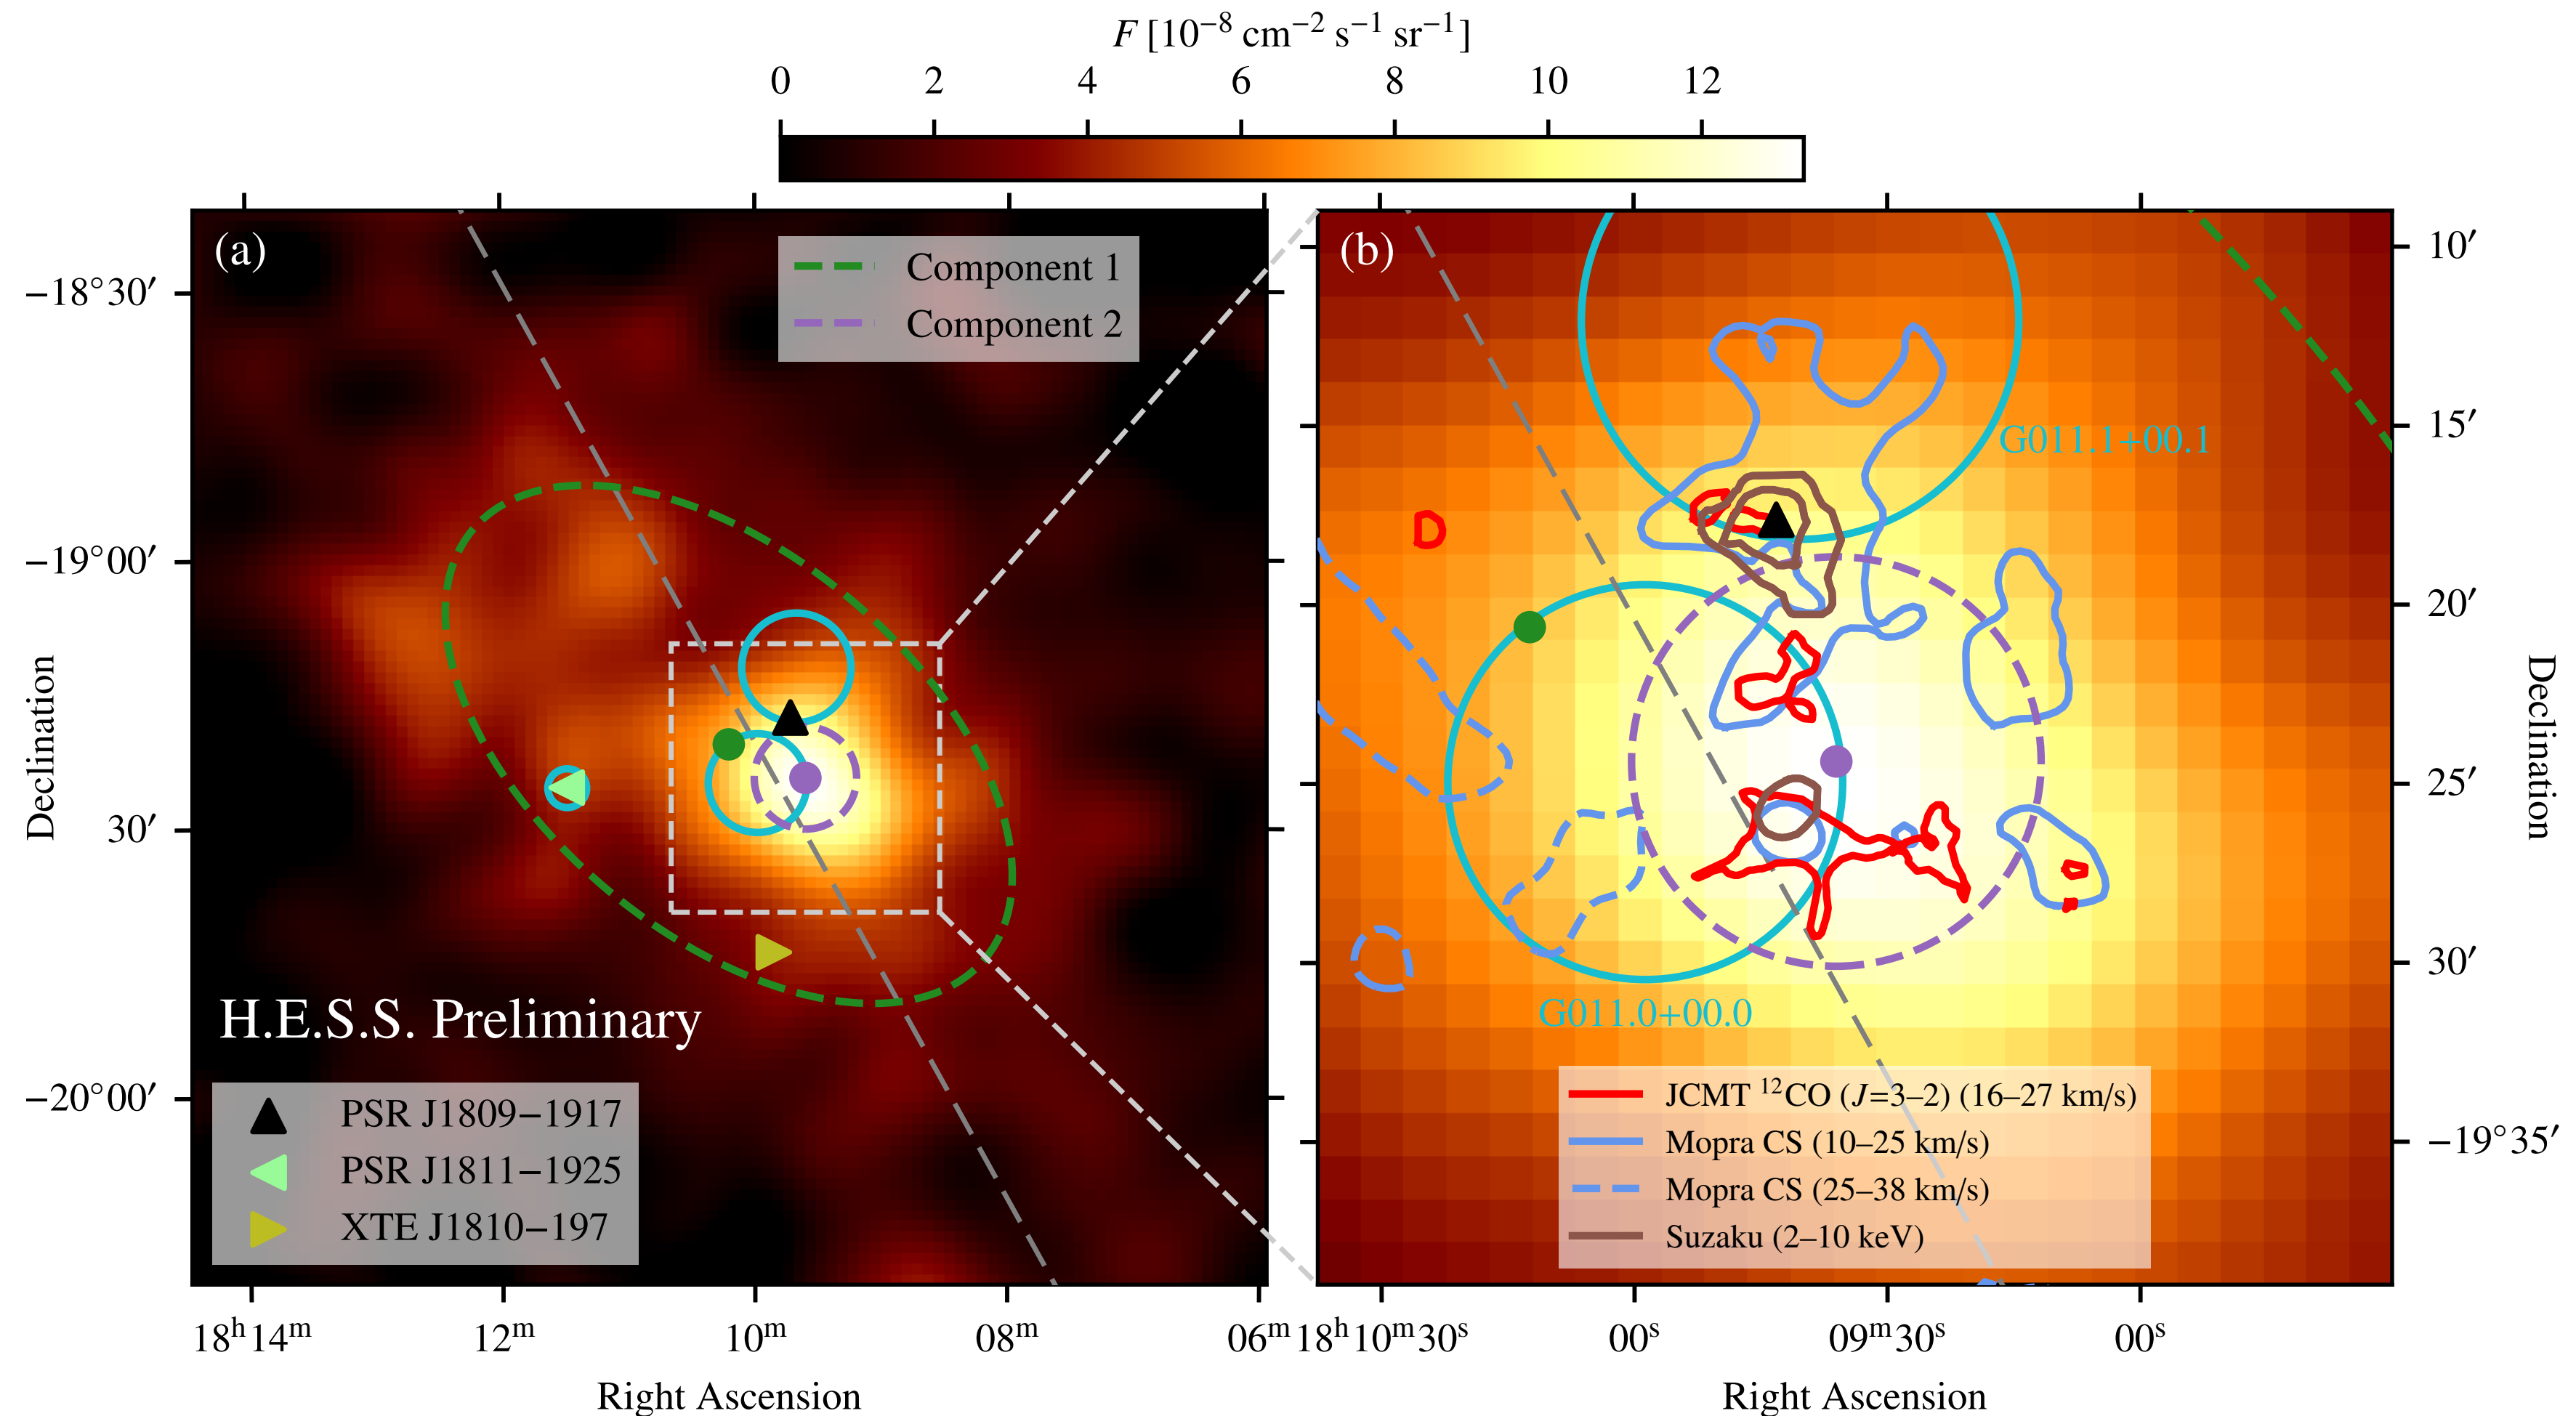 F [10⁻⁸ cm⁻² s⁻¹ sr⁻¹]
0 2 4 6 8 10 12
(a)
Component 1
Component 2
−18°30′
−19°00′
30′
−20°00′
Declination
H.E.S.S. Preliminary
PSR J1809−1917
PSR J1811−1925
XTE J1810−197
18ʰ14ᵐ 12ᵐ 10ᵐ 08ᵐ 06ᵐ
Right Ascension
(b)
G011.1+00.1
G011.0+00.0
JCMT ¹²CO (J=3–2) (16–27 km/s)
Mopra CS (10–25 km/s)
Mopra CS (25–38 km/s)
Suzaku (2–10 keV)
10′
15′
20′
25′
30′
−19°35′
Declination
18ʰ10ᵐ30ˢ 00ˢ 09ᵐ30ˢ 00ˢ
Right Ascension